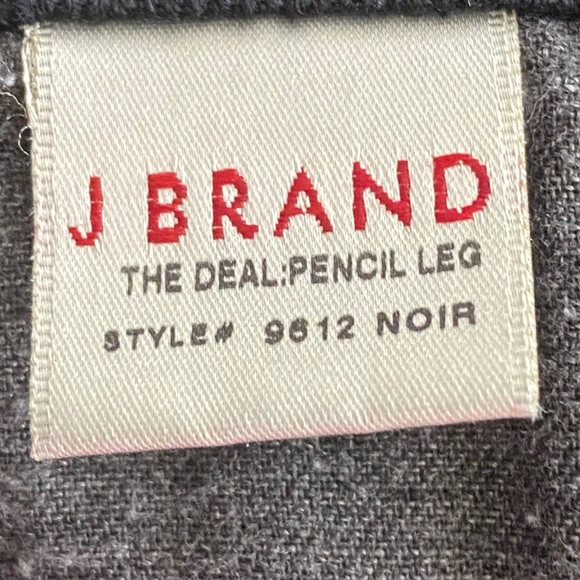 J BRAND
THE DEAL:PENCIL LEG
STYLE# 9612 NOIR